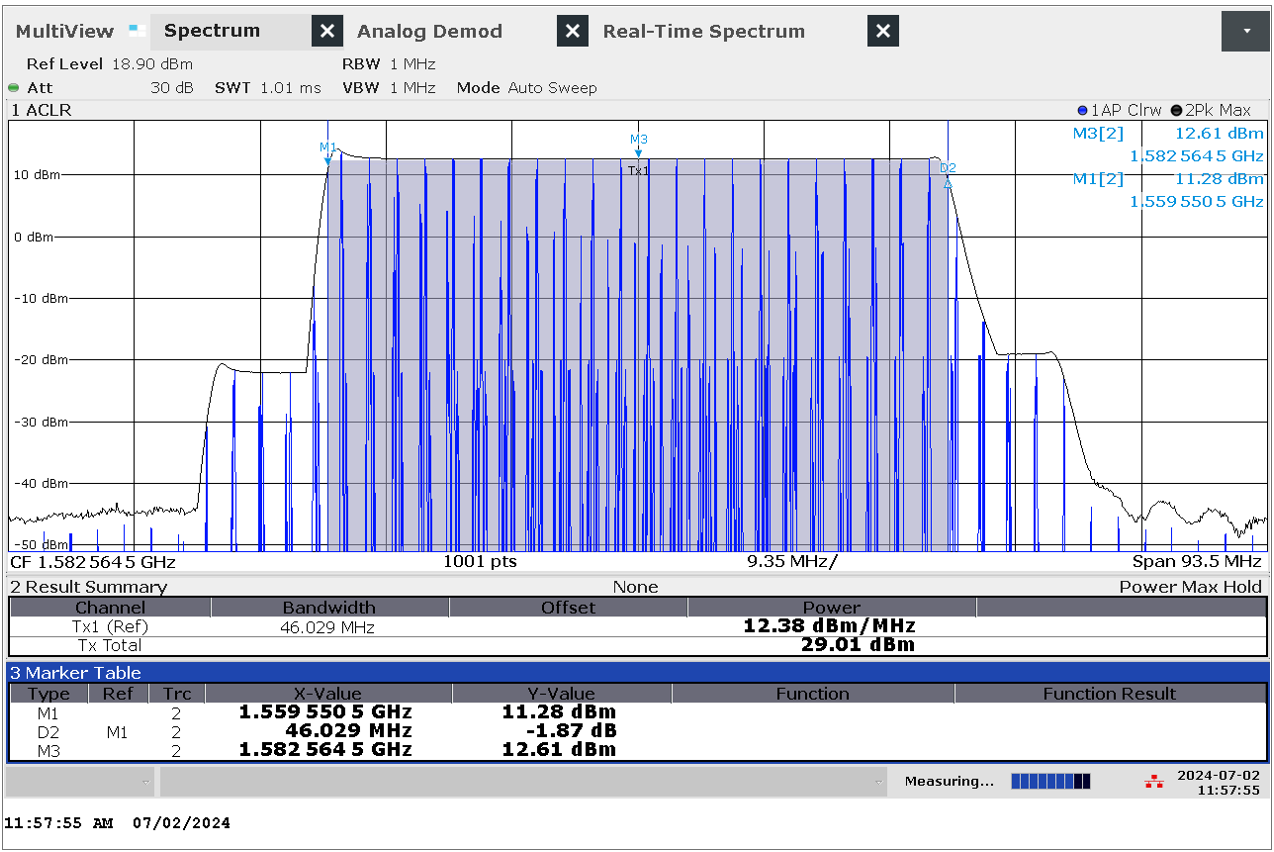 MultiView Spectrum Analog Demod Real-Time Spectrum
Ref Level 18.90 dBm RBW 1 MHz
Att 30 dB SWT 1.01 ms VBW 1 MHz Mode Auto Sweep
1 ACLR 1AP Clrw 2Pk Max
M3[2] 12.61 dBm
1.582 564 5 GHz
M1[2] 11.28 dBm
1.559 550 5 GHz
M1
M3
Tx1
D2
10 dBm
0 dBm
-10 dBm
-20 dBm
-30 dBm
-40 dBm
-50 dBm
CF 1.582 564 5 GHz 1001 pts 9.35 MHz/ Span 93.5 MHz
2 Result Summary None Power Max Hold
Channel Bandwidth Offset Power
Tx1 (Ref) 46.029 MHz 12.38 dBm/MHz
Tx Total 29.01 dBm
3 Marker Table
Type Ref Trc X-Value Y-Value Function Function Result
M1 2 1.559 550 5 GHz 11.28 dBm
D2 M1 2 46.029 MHz -1.87 dB
M3 2 1.582 564 5 GHz 12.61 dBm
Measuring... 2024-07-02
11:57:55
11:57:55 AM 07/02/2024